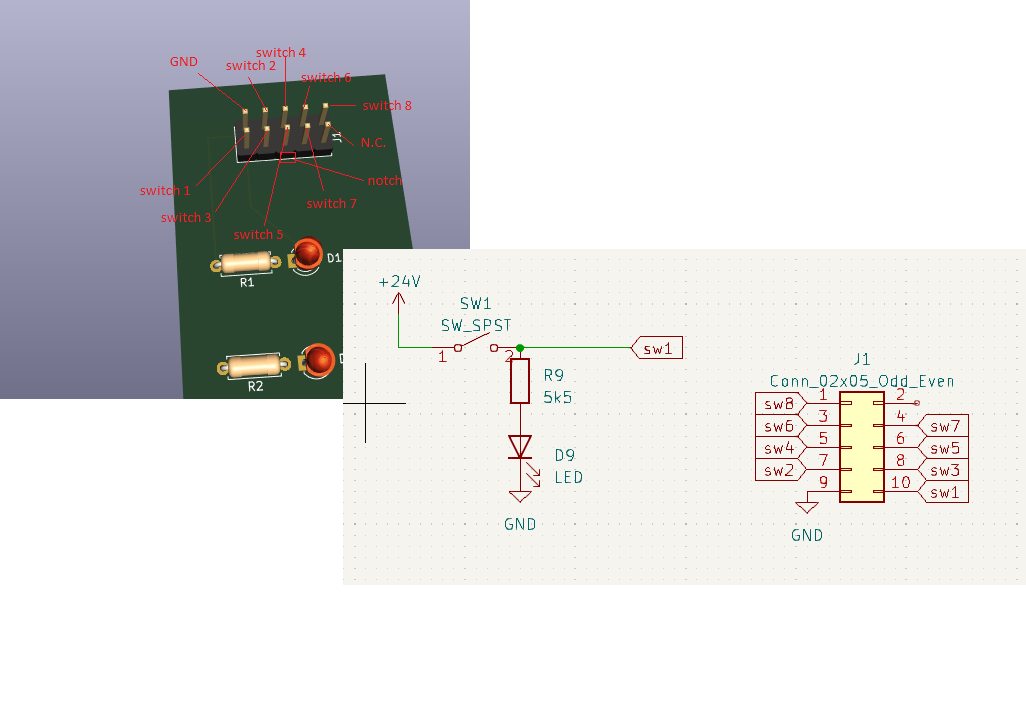 switch 4
GND
switch 2
switch 6
switch 8
J1
N.C.
notch
switch 1
switch 7
switch 3
switch 5
D1
R1
R2
+24V
SW1
SW_SPST
1
2
sw1
R9
5k5
D9
LED
GND
J1
Conn_02x05_Odd_Even
sw8 1 2
sw6 3 4 sw7
sw4 5 6 sw5
sw2 7 8 sw3
9 10 sw1
GND